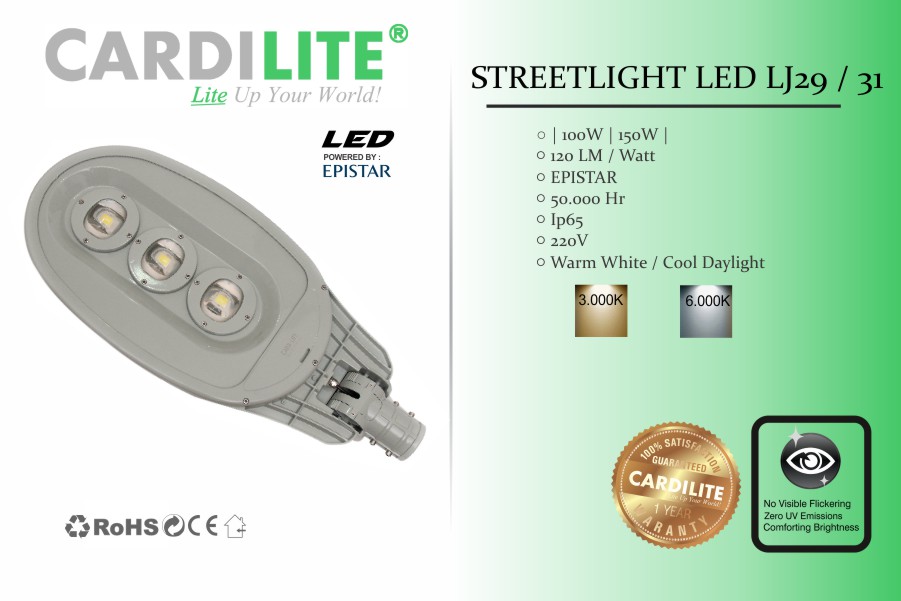 CARDILITE®
Lite Up Your World!
LED
POWERED BY :
EPISTAR
RoHS CE
STREETLIGHT LED LJ29 / 31
| 100W | 150W |
120 LM / Watt
EPISTAR
50.000 Hr
Ip65
220V
Warm White / Cool Daylight
3.000K 6.000K
100% SATISFACTION
GUARANTEED
CARDILITE
Lite Up Your World!
1 YEAR
WARANTY
No Visible Flickering
Zero UV Emissions
Comforting Brightness